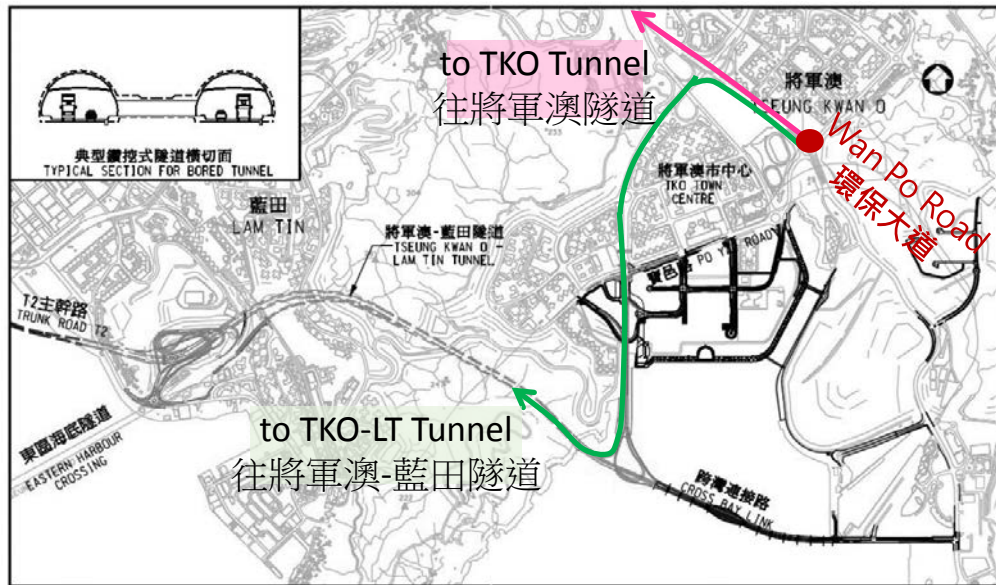 典型鑽挖式隧道橫切面
TYPICAL SECTION FOR BORED TUNNEL
to TKO Tunnel
往將軍澳隧道
將軍澳
TSEUNG KWAN O
Wan Po Road
環保大道
將軍澳市中心
TKO TOWN
CENTRE
藍田
LAM TIN
將軍澳-藍田隧道
TSEUNG KWAN O -
LAM TIN TUNNEL
寶邑路 PO YAP ROAD
T2主幹路
TRUNK ROAD T2
to TKO-LT Tunnel
往將軍澳-藍田隧道
東區海底隧道
EASTERN HARBOUR
CROSSING
跨灣連接路
CROSS BAY LINK